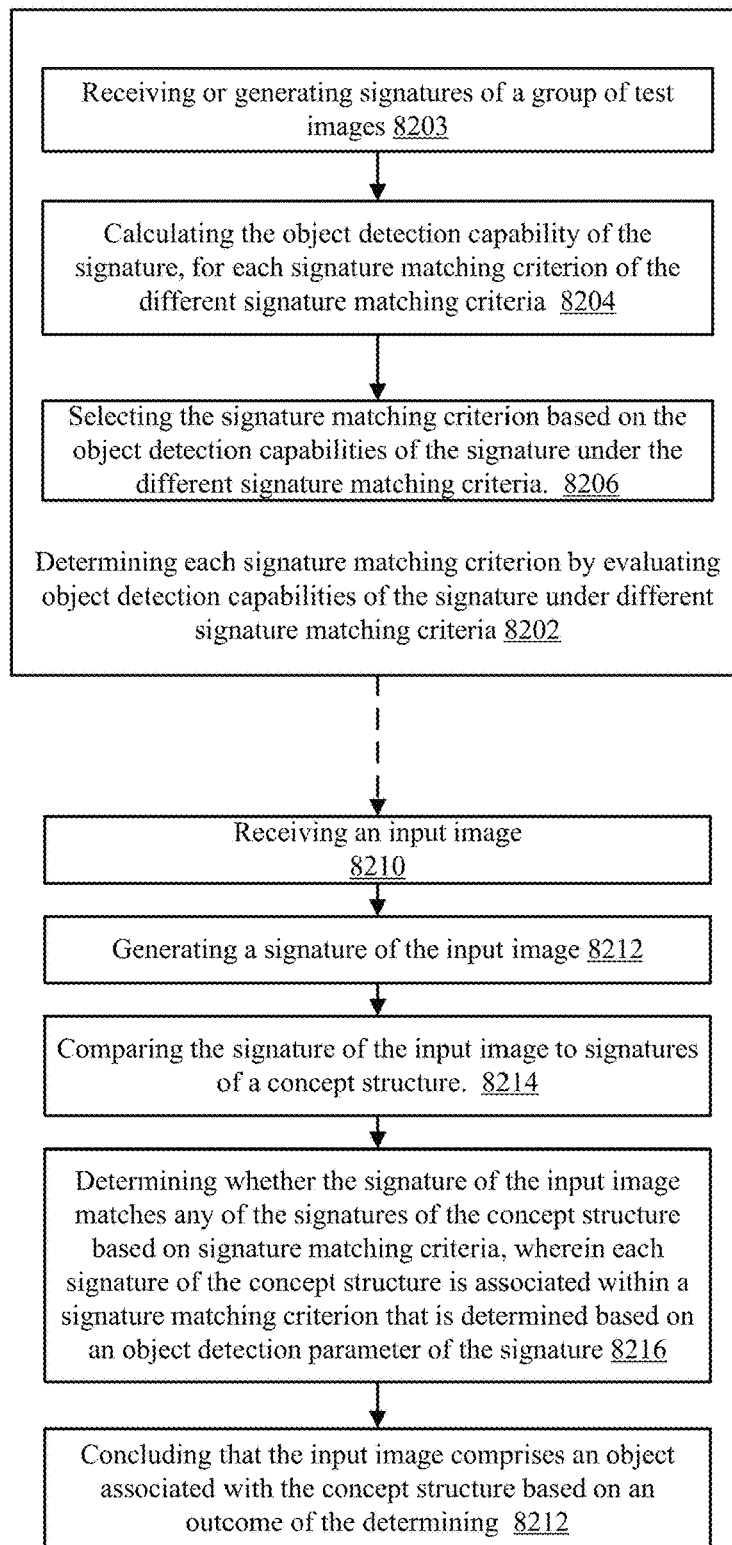 Receiving or generating signatures of a group of test
images 8203
Calculating the object detection capability of the
signature, for each signature matching criterion of the
different signature matching criteria 8204
Selecting the signature matching criterion based on the
object detection capabilities of the signature under the
different signature matching criteria. 8206
Determining each signature matching criterion by evaluating
object detection capabilities of the signature under different
signature matching criteria 8202
Receiving an input image
8210
Generating a signature of the input image 8212
Comparing the signature of the input image to signatures
of a concept structure. 8214
Determining whether the signature of the input image
matches any of the signatures of the concept structure
based on signature matching criteria, wherein each
signature of the concept structure is associated within a
signature matching criterion that is determined based on
an object detection parameter of the signature 8216
Concluding that the input image comprises an object
associated with the concept structure based on an
outcome of the determining 8212